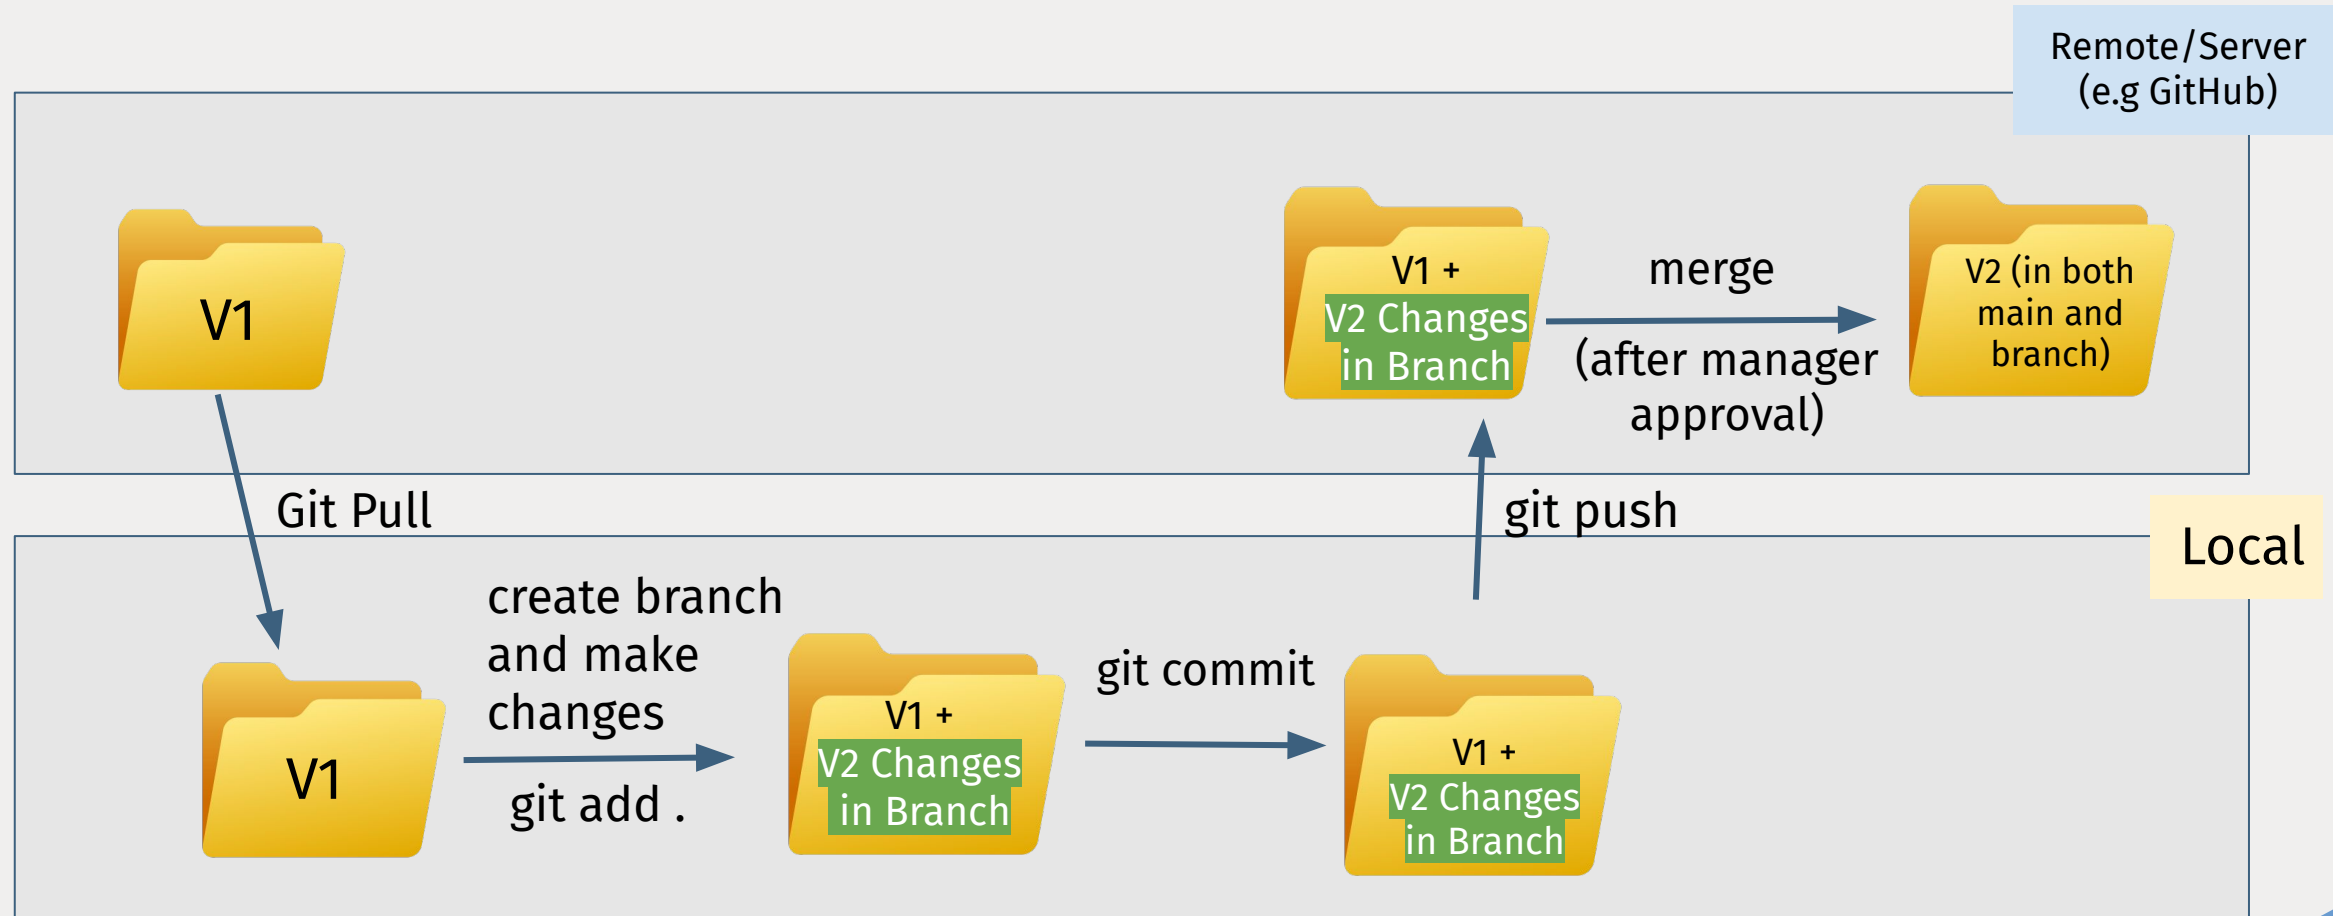 Remote/Server
(e.g GitHub)
V1
V1 +
V2 Changes
in Branch
merge
(after manager
approval)
V2 (in both
main and
branch)
Git Pull
git push
Local
V1
create branch
and make
changes
git add .
V1 +
V2 Changes
in Branch
git commit
V1 +
V2 Changes
in Branch